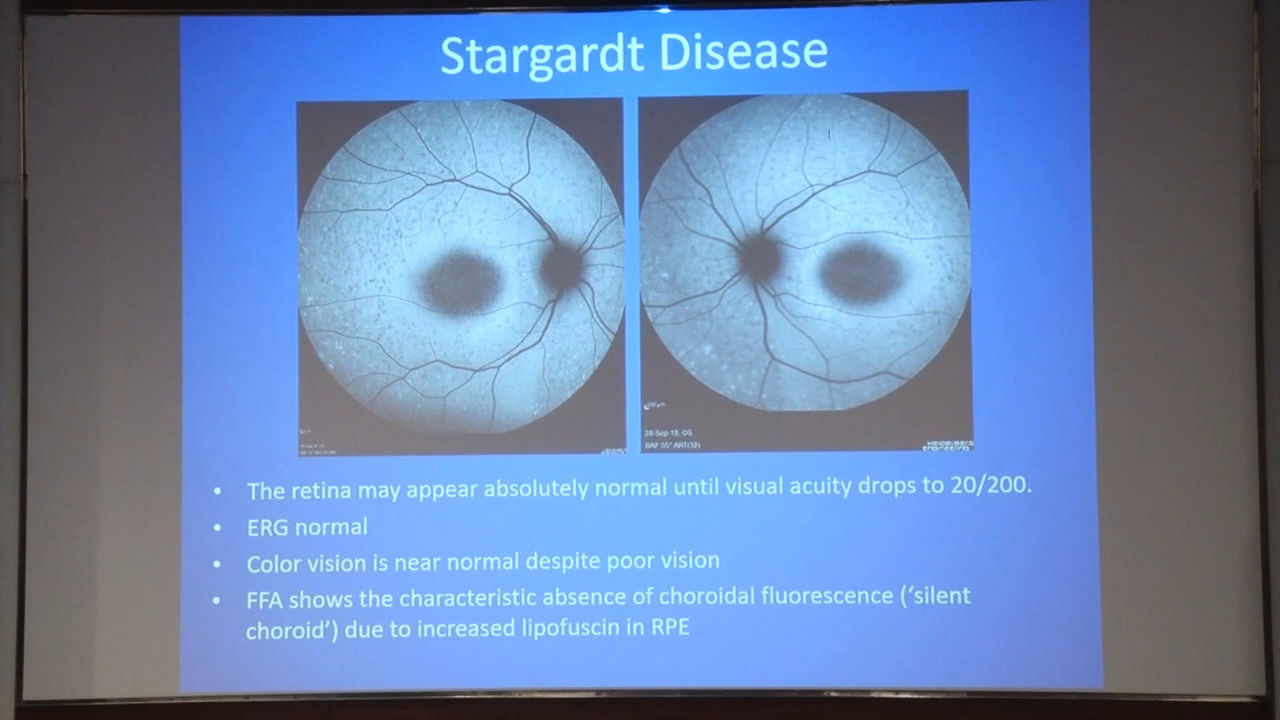 Stargardt Disease
28-Sep-18, OS
BAF 55° ART(32)
HEIDELBERG
ENGINEERING
• The retina may appear absolutely normal until visual acuity drops to 20/200.
• ERG normal
• Color vision is near normal despite poor vision
• FFA shows the characteristic absence of choroidal fluorescence (‘silent
choroid’) due to increased lipofuscin in RPE